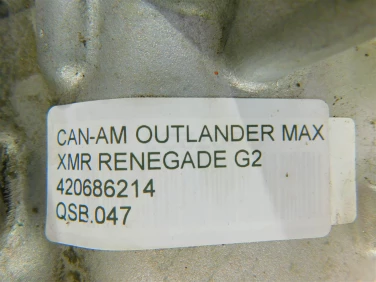 CAN-AM OUTLANDER MAX
XMR RENEGADE G2
420686214
QSB.047